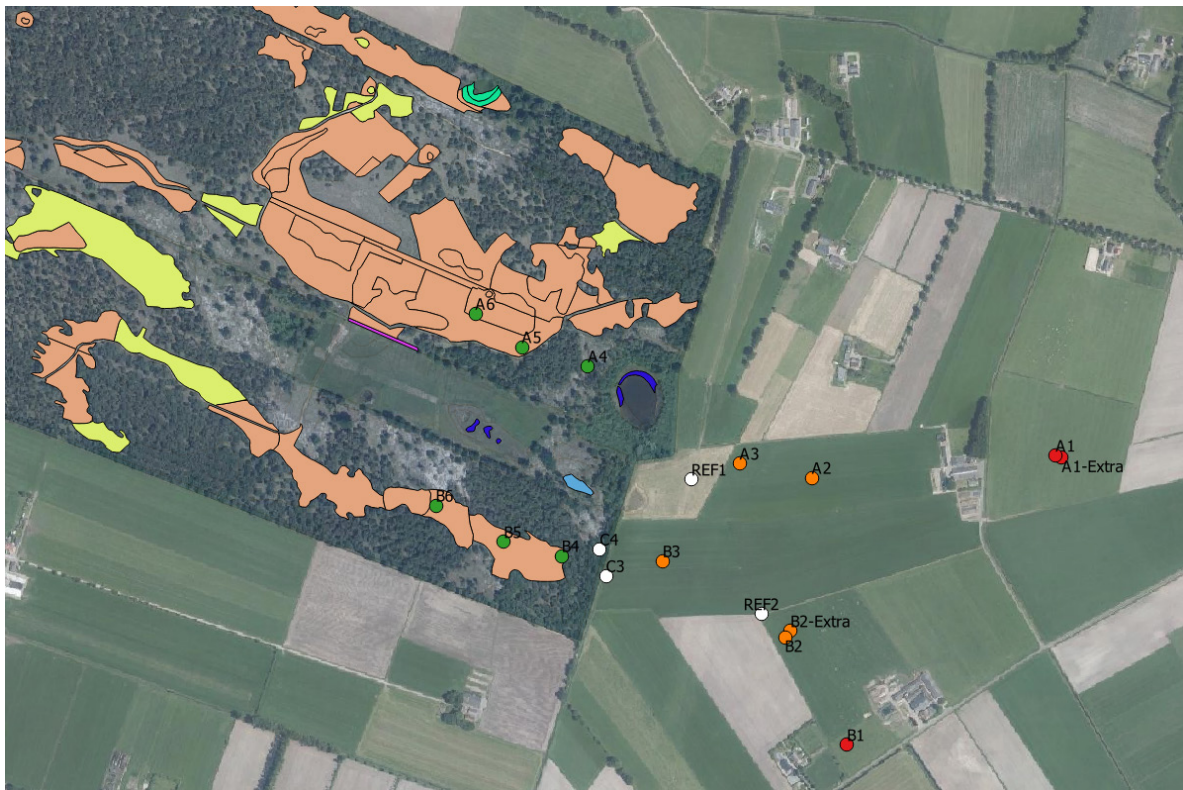 A6
A5
A4
A1
A1-Extra
A3
A2
REF1
B6
B5
B4
C4
B3
C3
REF2
B2-Extra
B2
B1